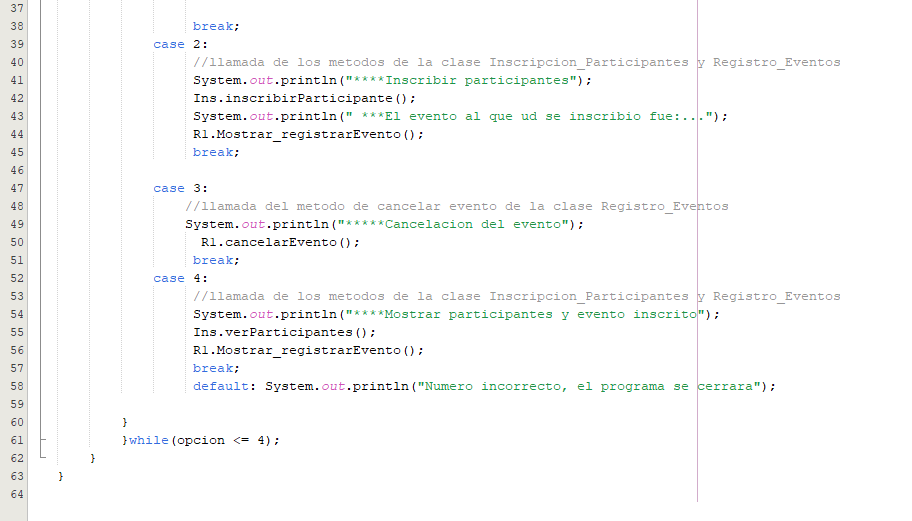 37
38 break;
39 case 2:
40 //llamada de los metodos de la clase Inscripcion_Participantes y Registro_Eventos
41 System.out.println("****Inscribir participantes");
42 Ins.inscribirParticipante();
43 System.out.println(" ***El evento al que ud se inscribio fue:...");
44 R1.Mostrar_registrarEvento();
45 break;
46
47 case 3:
48 //llamada del metodo de cancelar evento de la clase Registro_Eventos
49 System.out.println("*****Cancelacion del evento");
50 R1.cancelarEvento();
51 break;
52 case 4:
53 //llamada de los metodos de la clase Inscripcion_Participantes y Registro_Eventos
54 System.out.println("****Mostrar participantes y evento inscrito");
55 Ins.verParticipantes();
56 R1.Mostrar_registrarEvento();
57 break;
58 default: System.out.println("Numero incorrecto, el programa se cerrara");
59
60 }
61 }while(opcion <= 4);
62 }
63 }
64